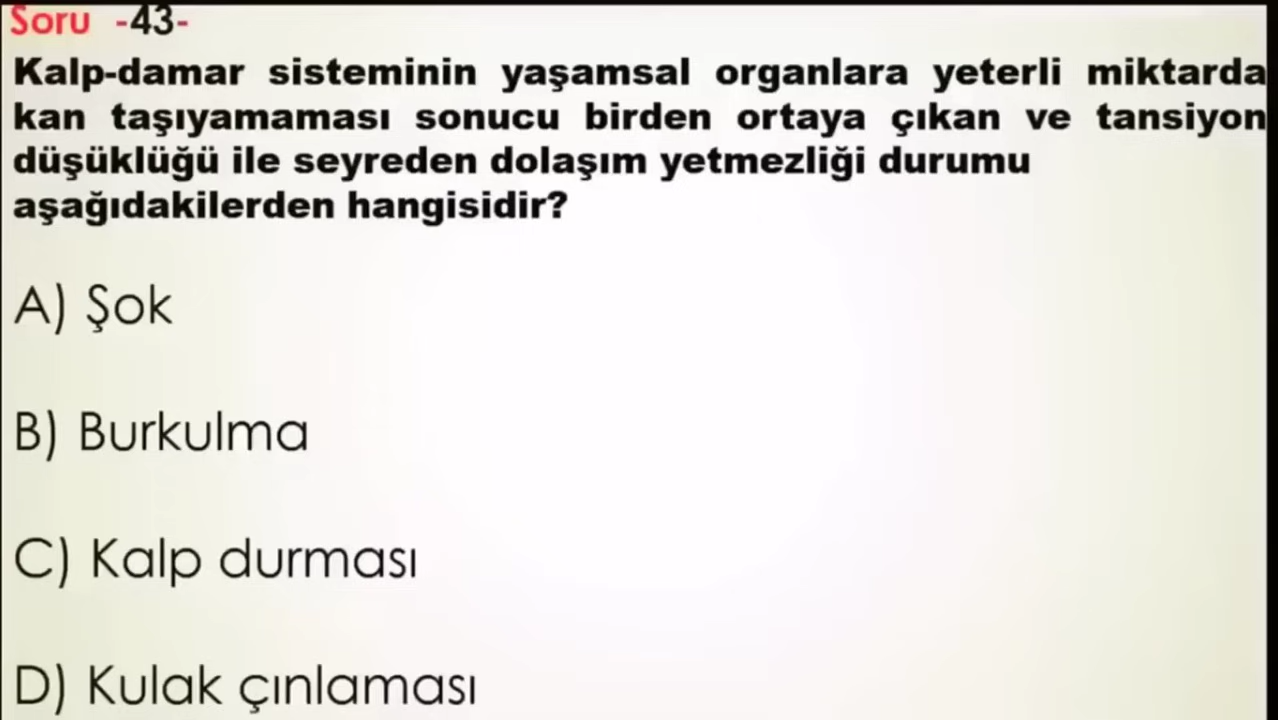 Soru -43-
Kalp-damar sisteminin yaşamsal organlara yeterli miktarda
kan taşıyamaması sonucu birden ortaya çıkan ve tansiyon
düşüklüğü ile seyreden dolaşım yetmezliği durumu
aşağıdakilerden hangisidir?
A) Şok
B) Burkulma
C) Kalp durması
D) Kulak çınlaması